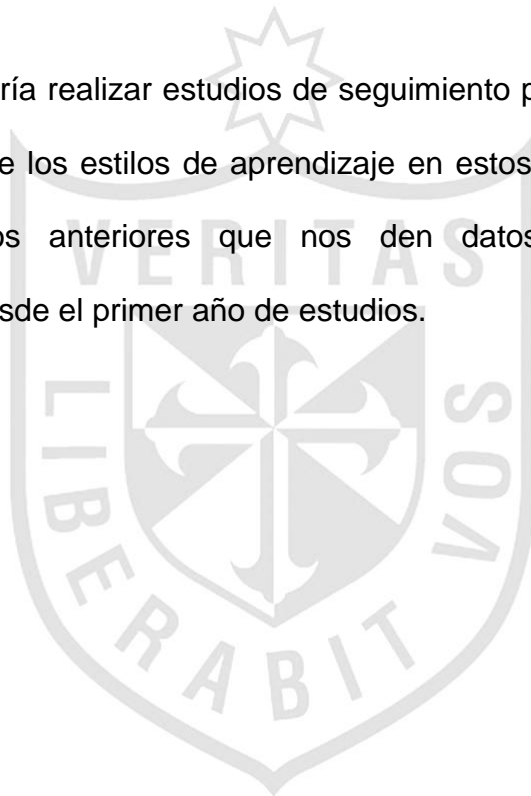 ría realizar estudios de seguimiento p
e los estilos de aprendizaje en estos
os anteriores que nos den datos
sde el primer año de estudios.
VERITAS
LIBERABIT
VOS